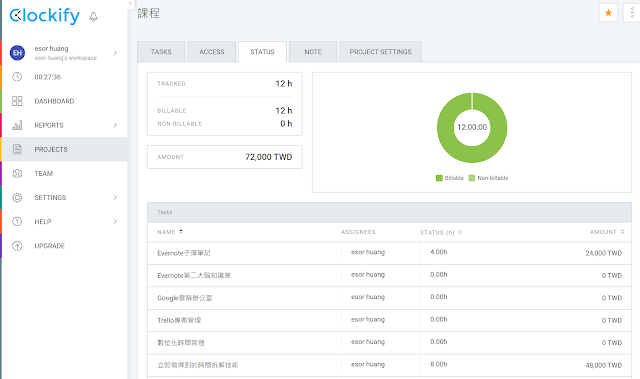 Clockify
課程
EH
esor huang
esor huang's workspace
00:27:36
DASHBOARD
REPORTS
PROJECTS
TEAM
SETTINGS
HELP
UPGRADE
TASKS
ACCESS
STATUS
NOTE
PROJECT SETTINGS
TRACKED 12 h
BILLABLE 12 h
NON-BILLABLE 0 h
AMOUNT 72,000 TWD
12:00:00
Billable Non-billable
Tasks
NAME ASSIGNEES STATUS (h) AMOUNT
Evernote子彈筆記 esor huang 4.00h 24,000 TWD
Evernote第二大腦知識庫 esor huang 0.00h 0 TWD
Google雲端辦公室 esor huang 0.00h 0 TWD
Trello專案管理 esor huang 0.00h 0 TWD
數位化時間管理 esor huang 0.00h 0 TWD
立即做得到的時間拆解技術 esor huang 8.00h 48,000 TWD